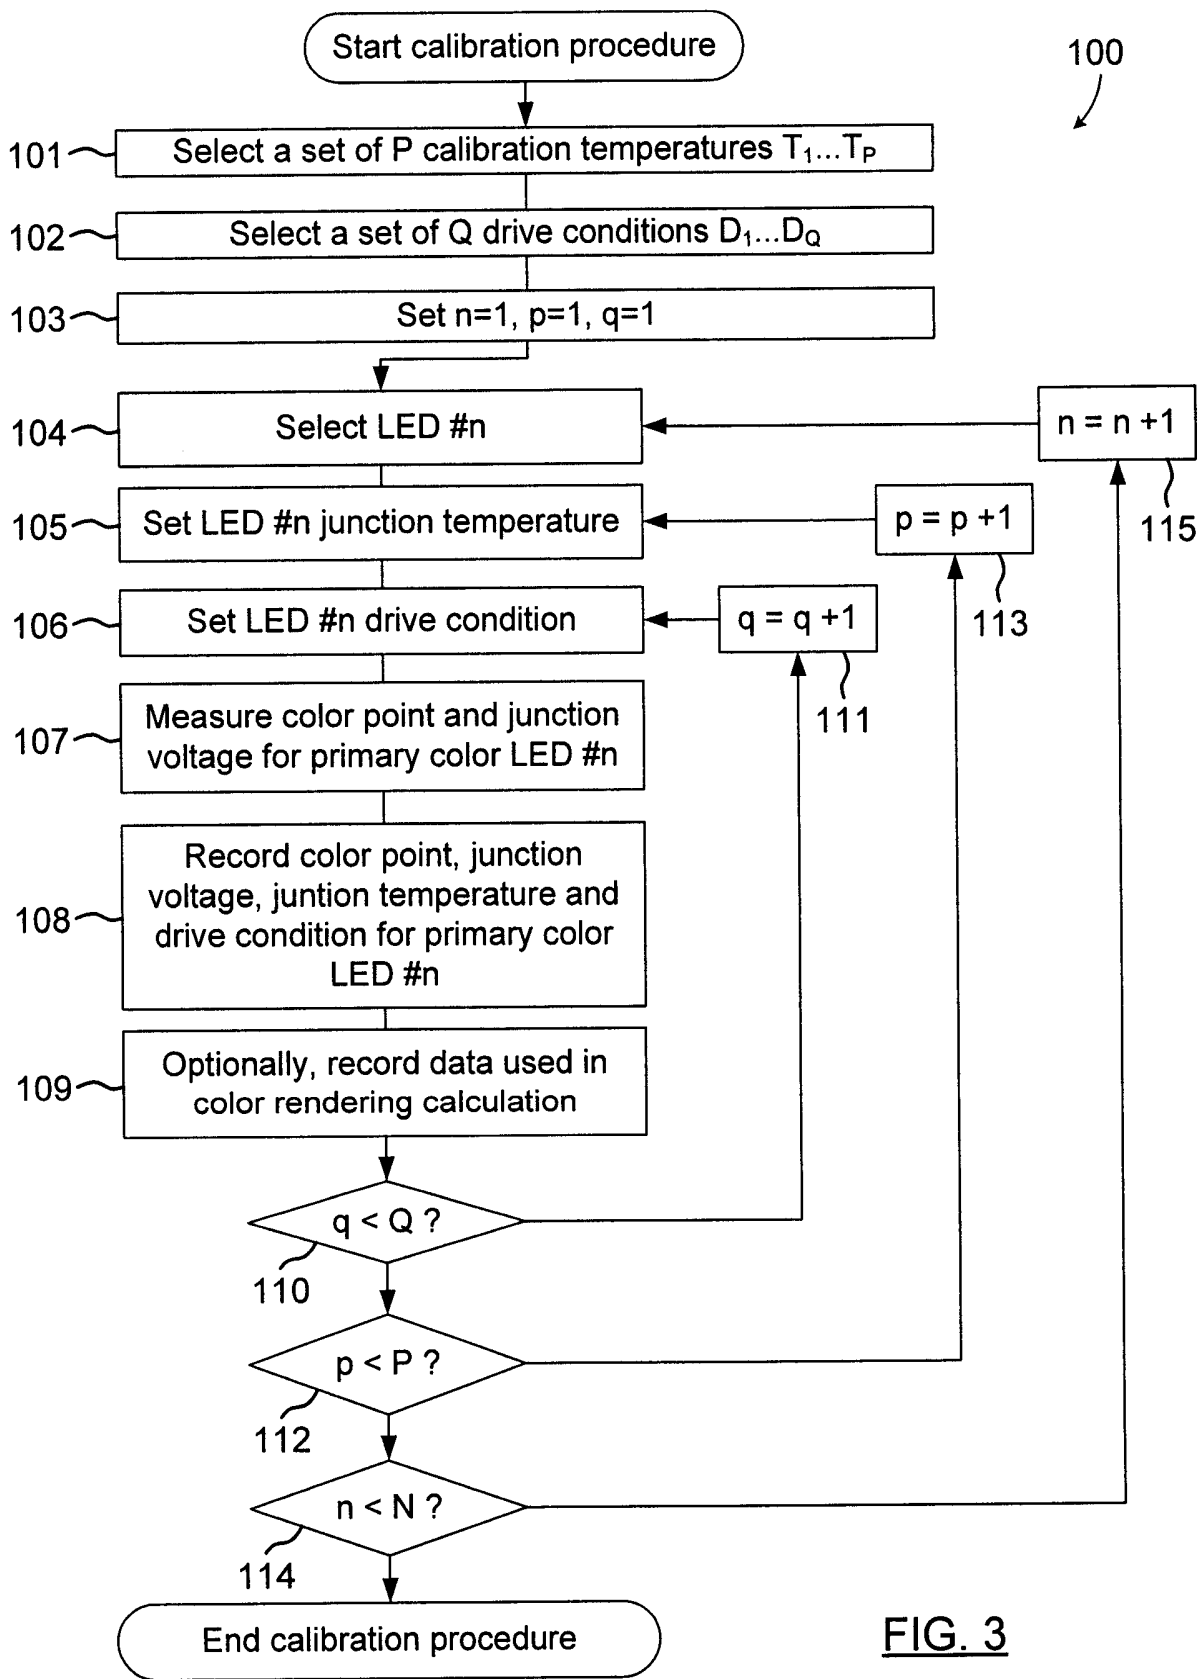 Start calibration procedure
100
101
Select a set of P calibration temperatures T₁...Tₚ
102
Select a set of Q drive conditions D₁...D_Q
103
Set n=1, p=1, q=1
104
Select LED #n
n = n +1
115
105
Set LED #n junction temperature
p = p +1
113
106
Set LED #n drive condition
q = q +1
111
107
Measure color point and junction
voltage for primary color LED #n
108
Record color point, junction
voltage, juntion temperature and
drive condition for primary color
LED #n
109
Optionally, record data used in
color rendering calculation
q < Q ?
110
p < P ?
112
n < N ?
114
End calibration procedure
FIG. 3